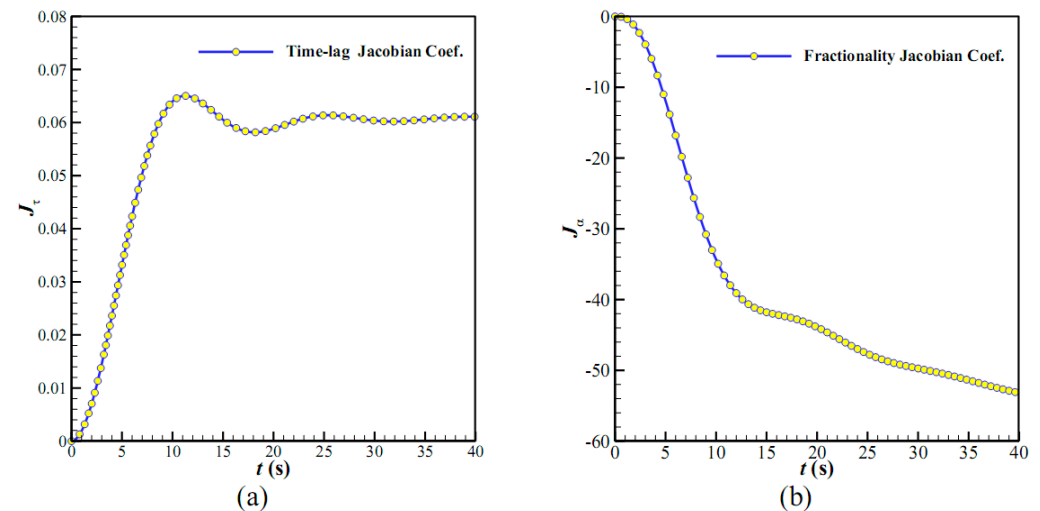 0.08
Time-lag Jacobian Coef.
0.07
0.06
0.05
Jτ
0.04
0.03
0.02
0.01
0
0 5 10 15 20 25 30 35 40
t (s)
(a)
0
Fractionality Jacobian Coef.
-10
-20
Jα
-30
-40
-50
-60
0 5 10 15 20 25 30 35 40
t (s)
(b)